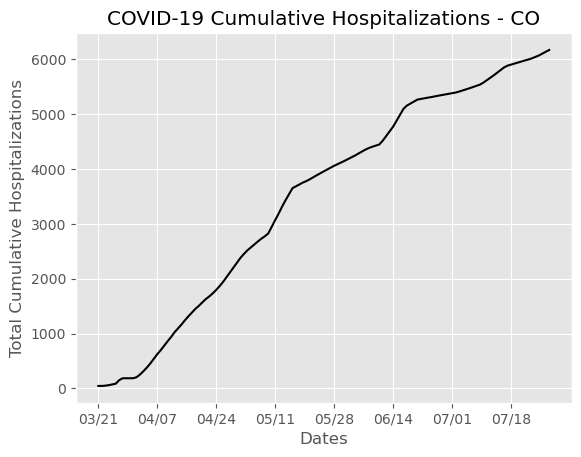 COVID-19 Cumulative Hospitalizations - CO
Total Cumulative Hospitalizations
6000
5000
4000
3000
2000
1000
0
03/21 04/07 04/24 05/11 05/28 06/14 07/01 07/18
Dates